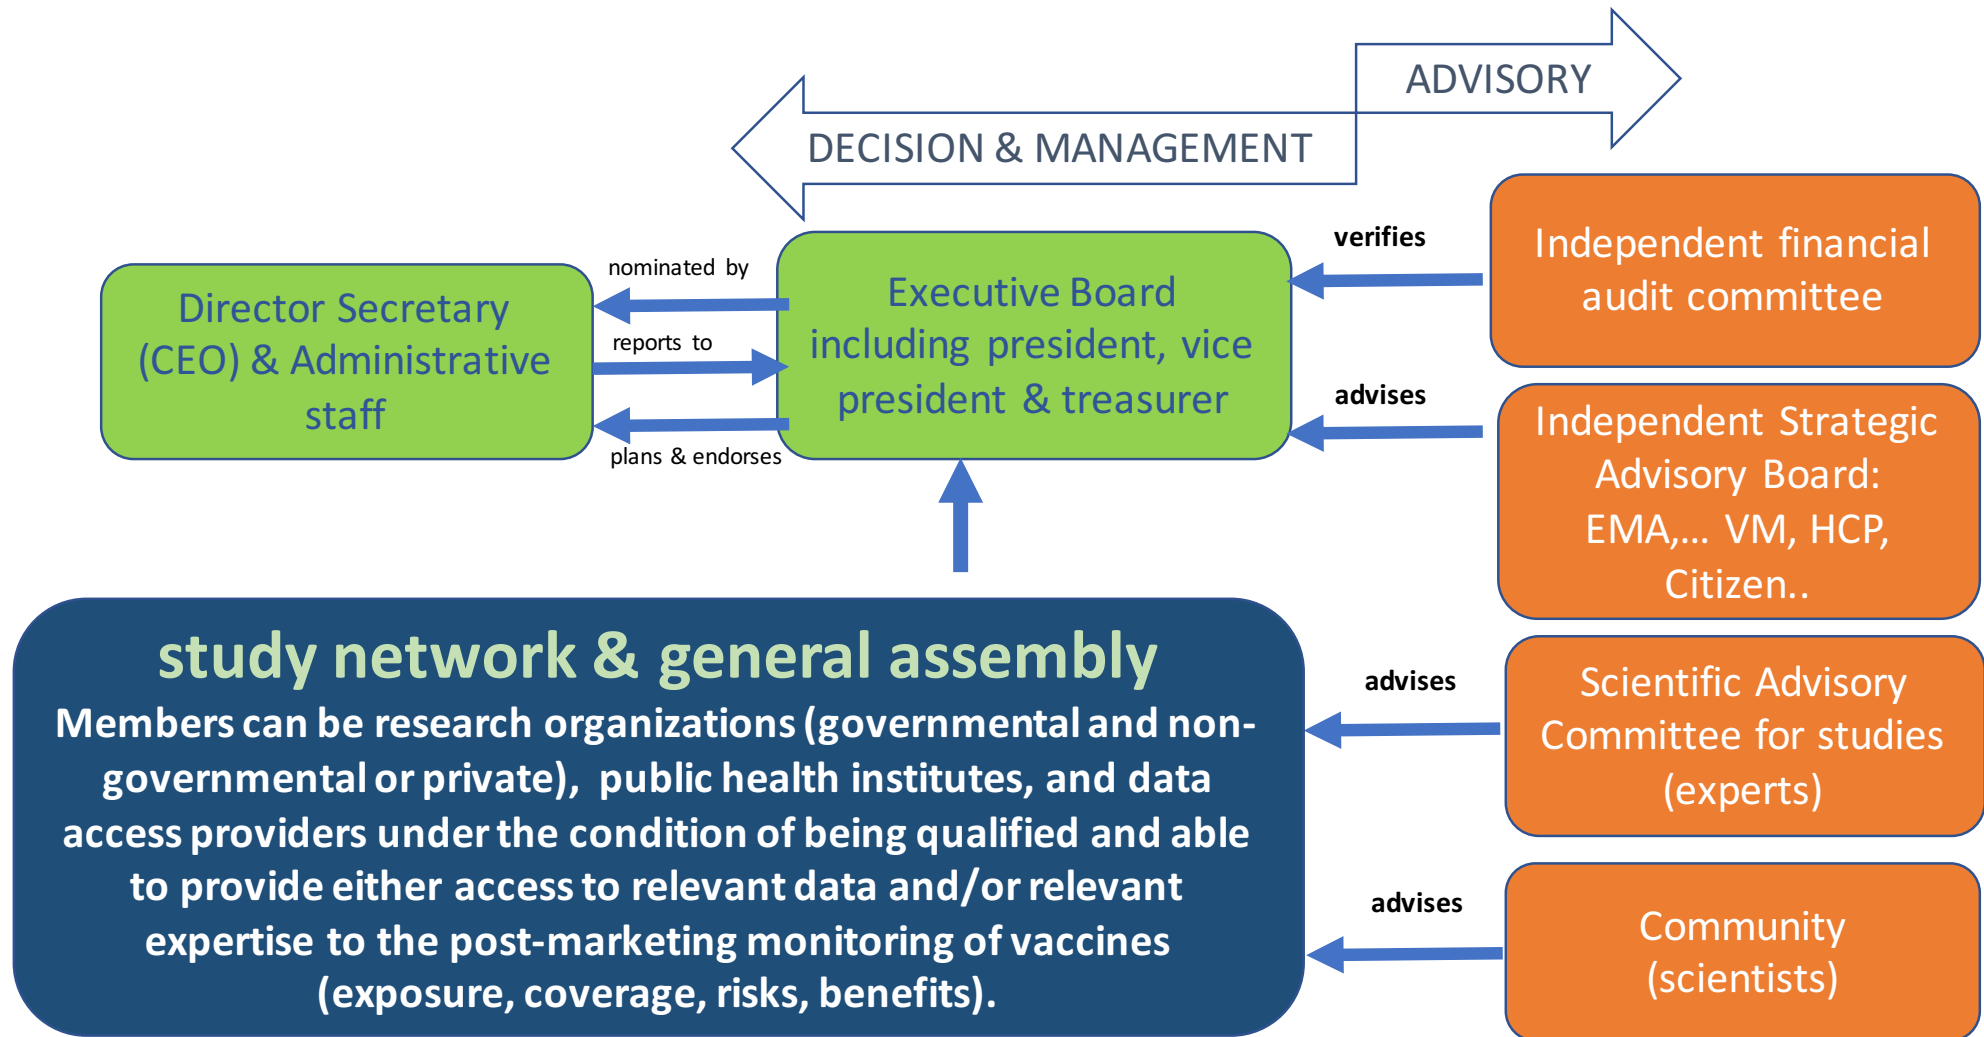 ADVISORY
DECISION & MANAGEMENT
Director Secretary
(CEO) & Administrative
staff
nominated by
reports to
plans & endorses
Executive Board
including president, vice
president & treasurer
verifies
Independent financial
audit committee
advises
Independent Strategic
Advisory Board:
EMA,... VM, HCP,
Citizen..
study network & general assembly
Members can be research organizations (governmental and non-
governmental or private), public health institutes, and data
access providers under the condition of being qualified and able
to provide either access to relevant data and/or relevant
expertise to the post-marketing monitoring of vaccines
(exposure, coverage, risks, benefits).
advises
Scientific Advisory
Committee for studies
(experts)
advises
Community
(scientists)